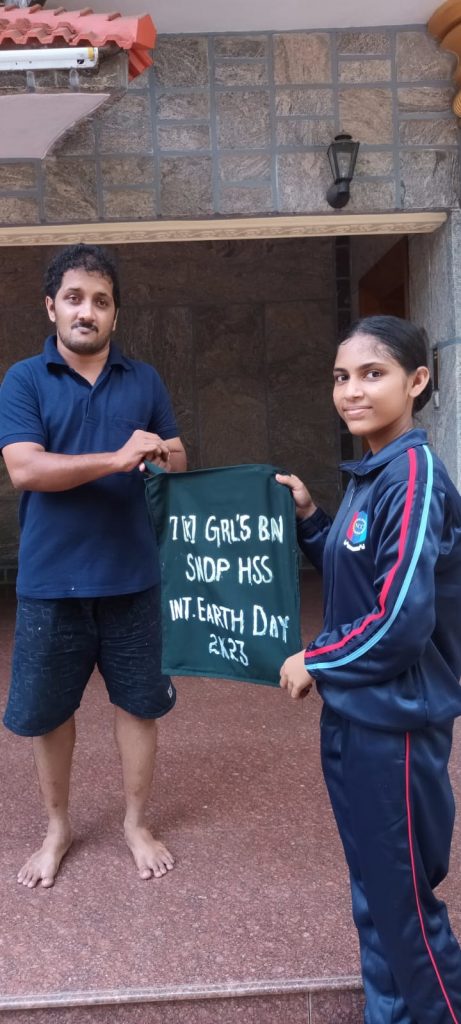 7 [K] GRL'S BN
SNDP HSS
INT. EARTH DAY
2K23